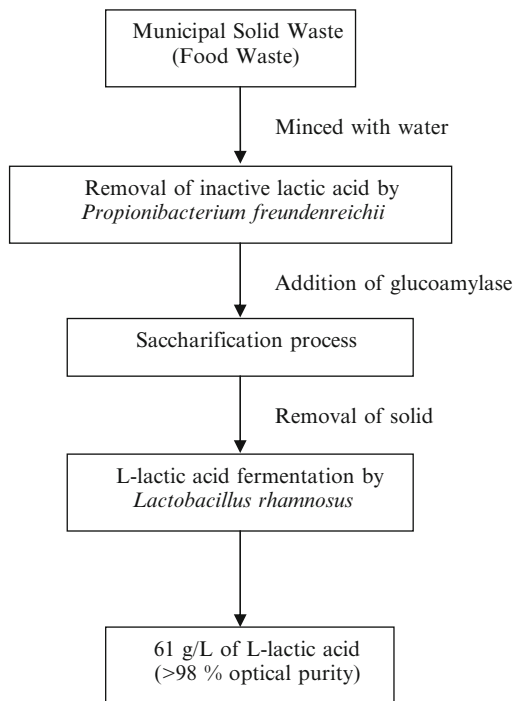 Municipal Solid Waste
(Food Waste)
Minced with water
Removal of inactive lactic acid by
Propionibacterium freundenreichii
Addition of glucoamylase
Saccharification process
Removal of solid
L-lactic acid fermentation by
Lactobacillus rhamnosus
61 g/L of L-lactic acid
(>98 % optical purity)